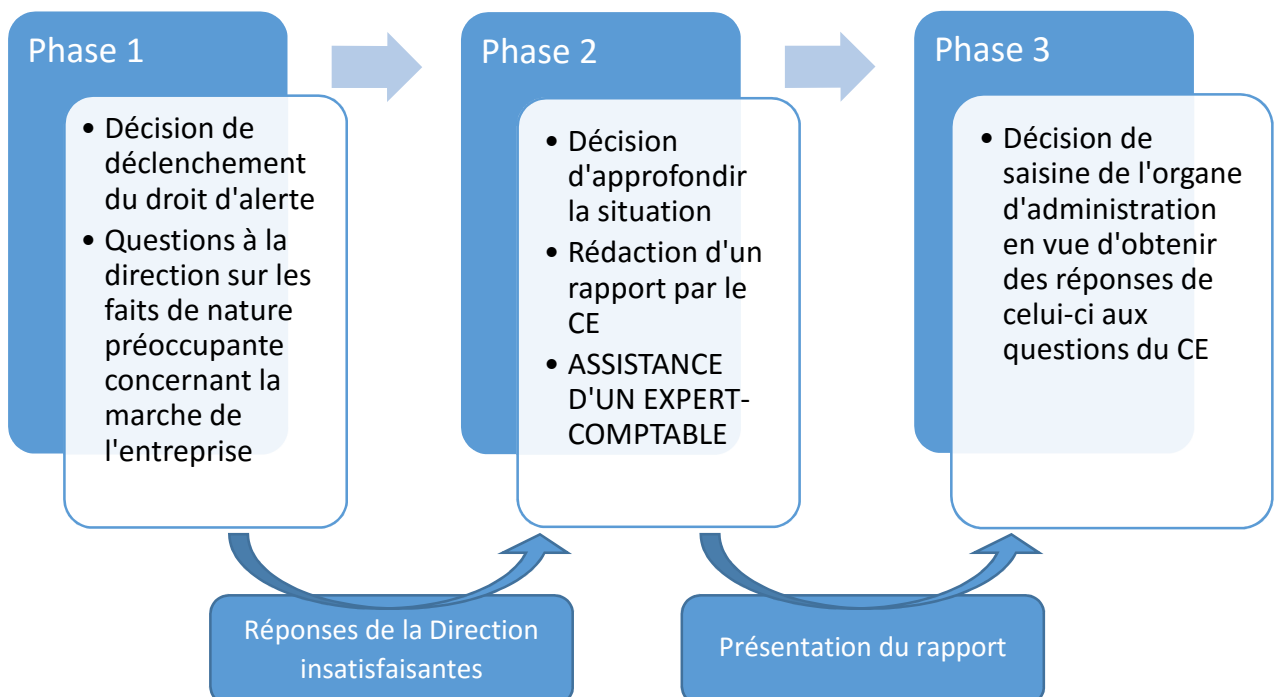 Phase 1
• Décision de
déclenchement
du droit d'alerte
• Questions à la
direction sur les
faits de nature
préoccupante
concernant la
marche de
l'entreprise
Phase 2
• Décision
d'approfondir
la situation
• Rédaction d'un
rapport par le
CE
• ASSISTANCE
D'UN EXPERT-
COMPTABLE
Phase 3
• Décision de
saisine de l'organe
d'administration
en vue d'obtenir
des réponses de
celui-ci aux
questions du CE
Réponses de la Direction
insatisfaisantes
Présentation du rapport